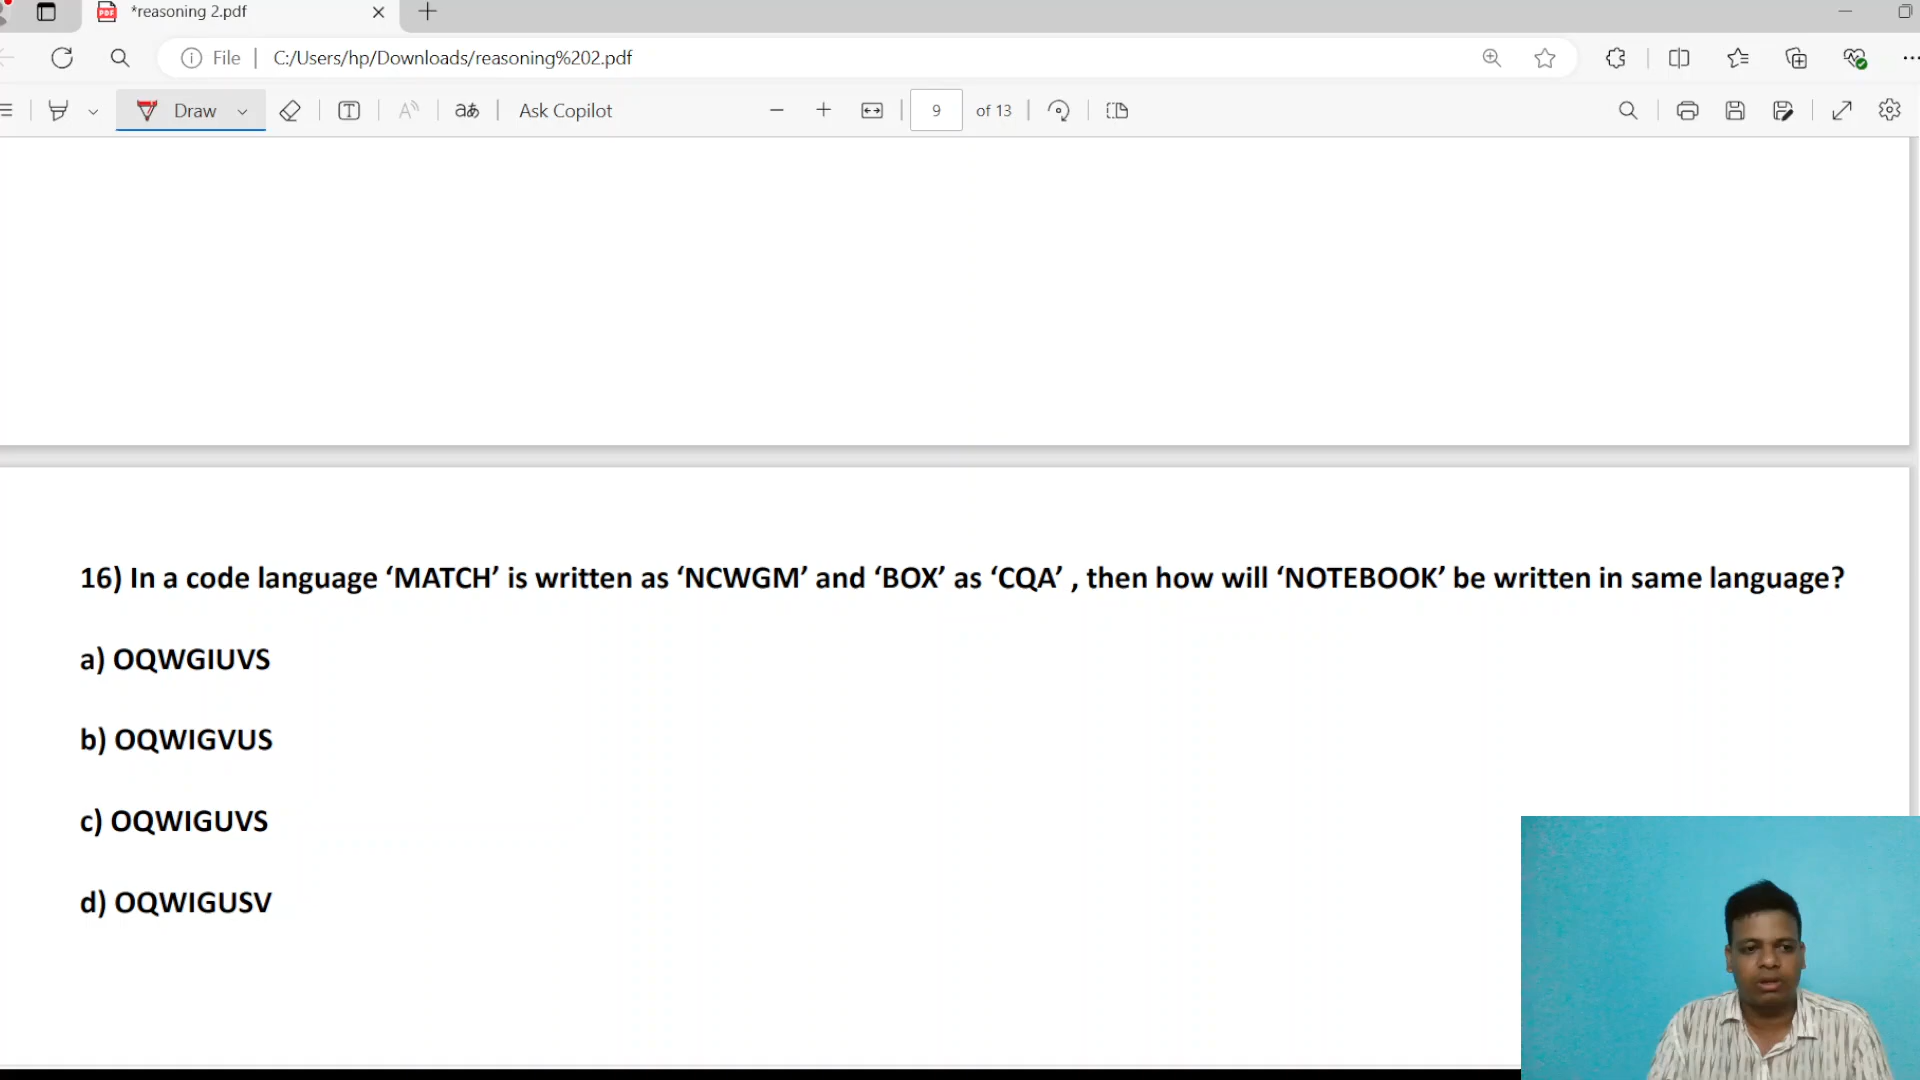 *reasoning 2.pdf
File C:/Users/hp/Downloads/reasoning%202.pdf
Draw Ask Copilot 9 of 13
16) In a code language ‘MATCH’ is written as ‘NCWGM’ and ‘BOX’ as ‘CQA’ , then how will ‘NOTEBOOK’ be written in same language?
a) OQWGIUVS
b) OQWIGVUS
c) OQWIGUVS
d) OQWIGUSV